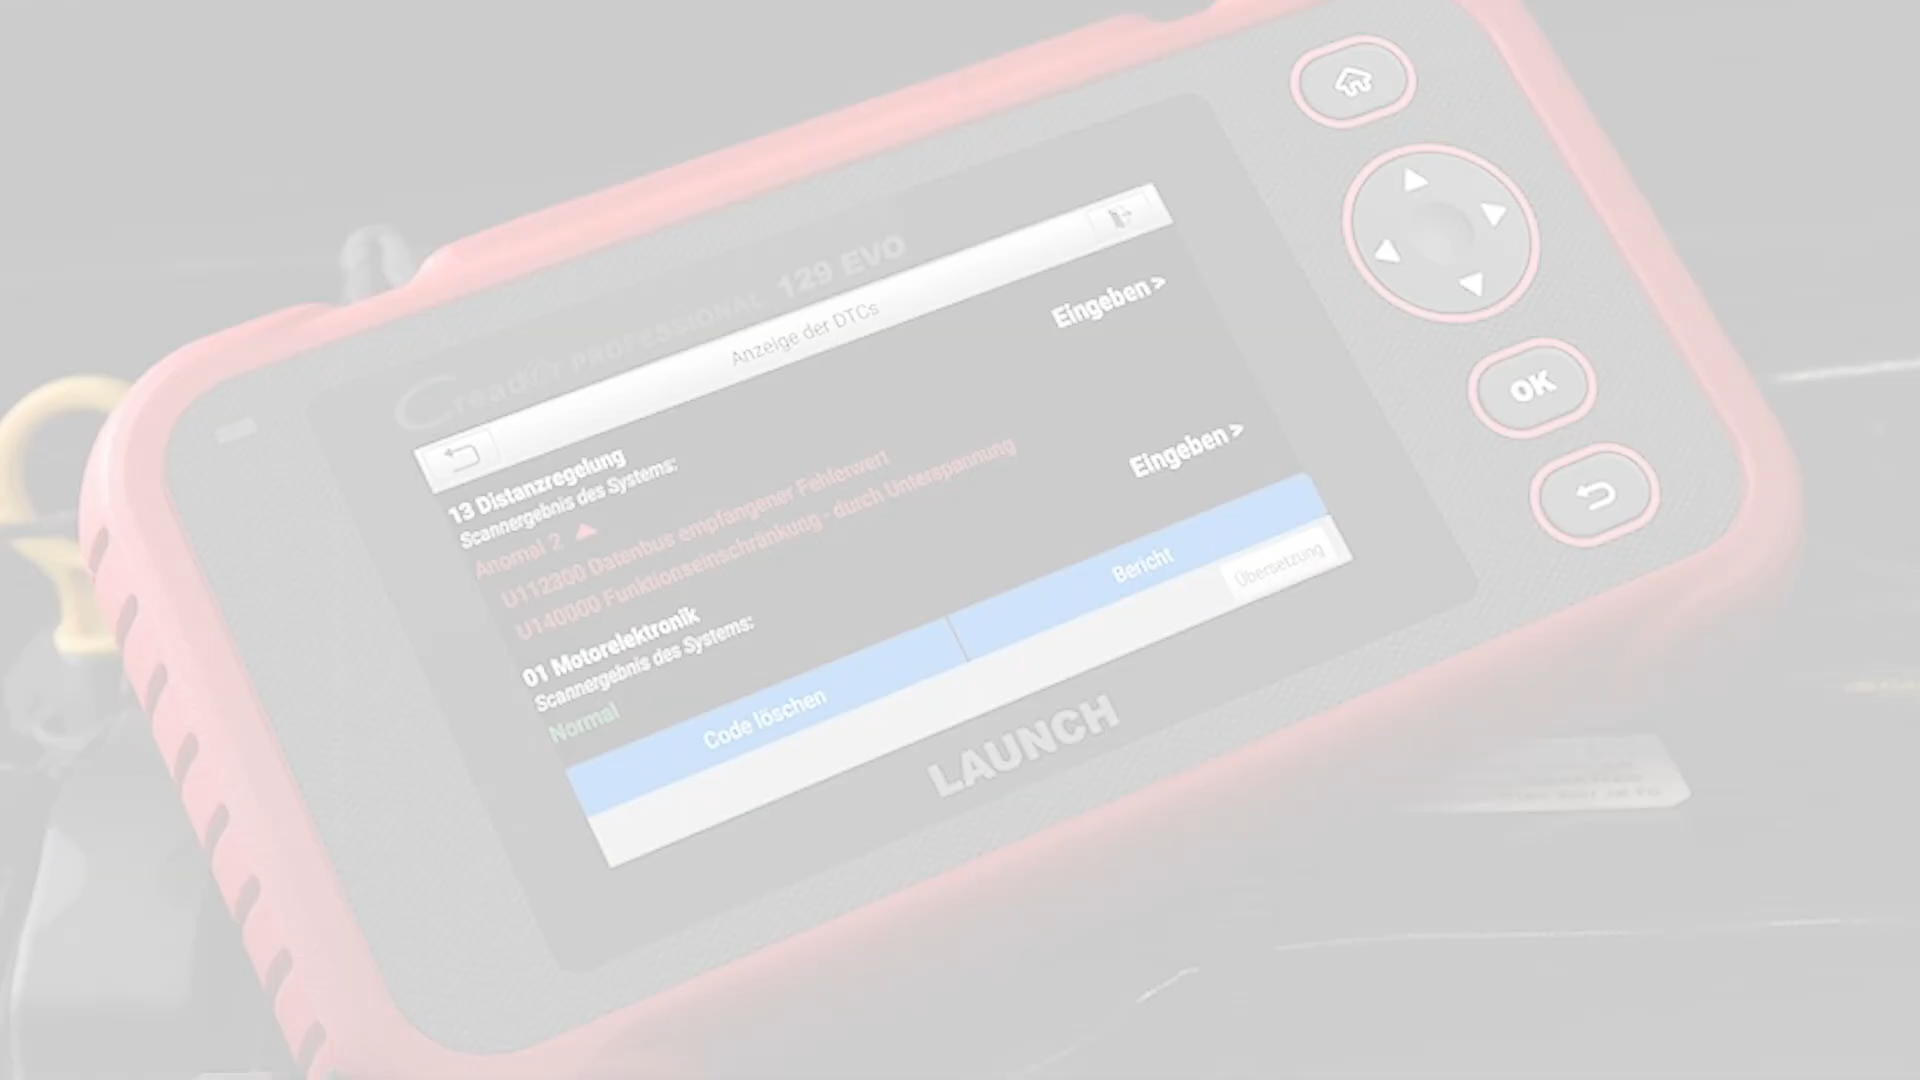 CReader PROFESSIONAL 129 EVO
Anzeige der DTCs
13 Distanzregelung
Eingeben >
Scannergebnis des Systems:
Anomal 2
U112300 Datenbus empfangener Fehlerwert
U140000 Funktionseinschränkung - durch Unterspannung
01 Motorelektronik
Eingeben >
Scannergebnis des Systems:
Normal
Code löschen
Bericht
Übersetzung
LAUNCH
OK